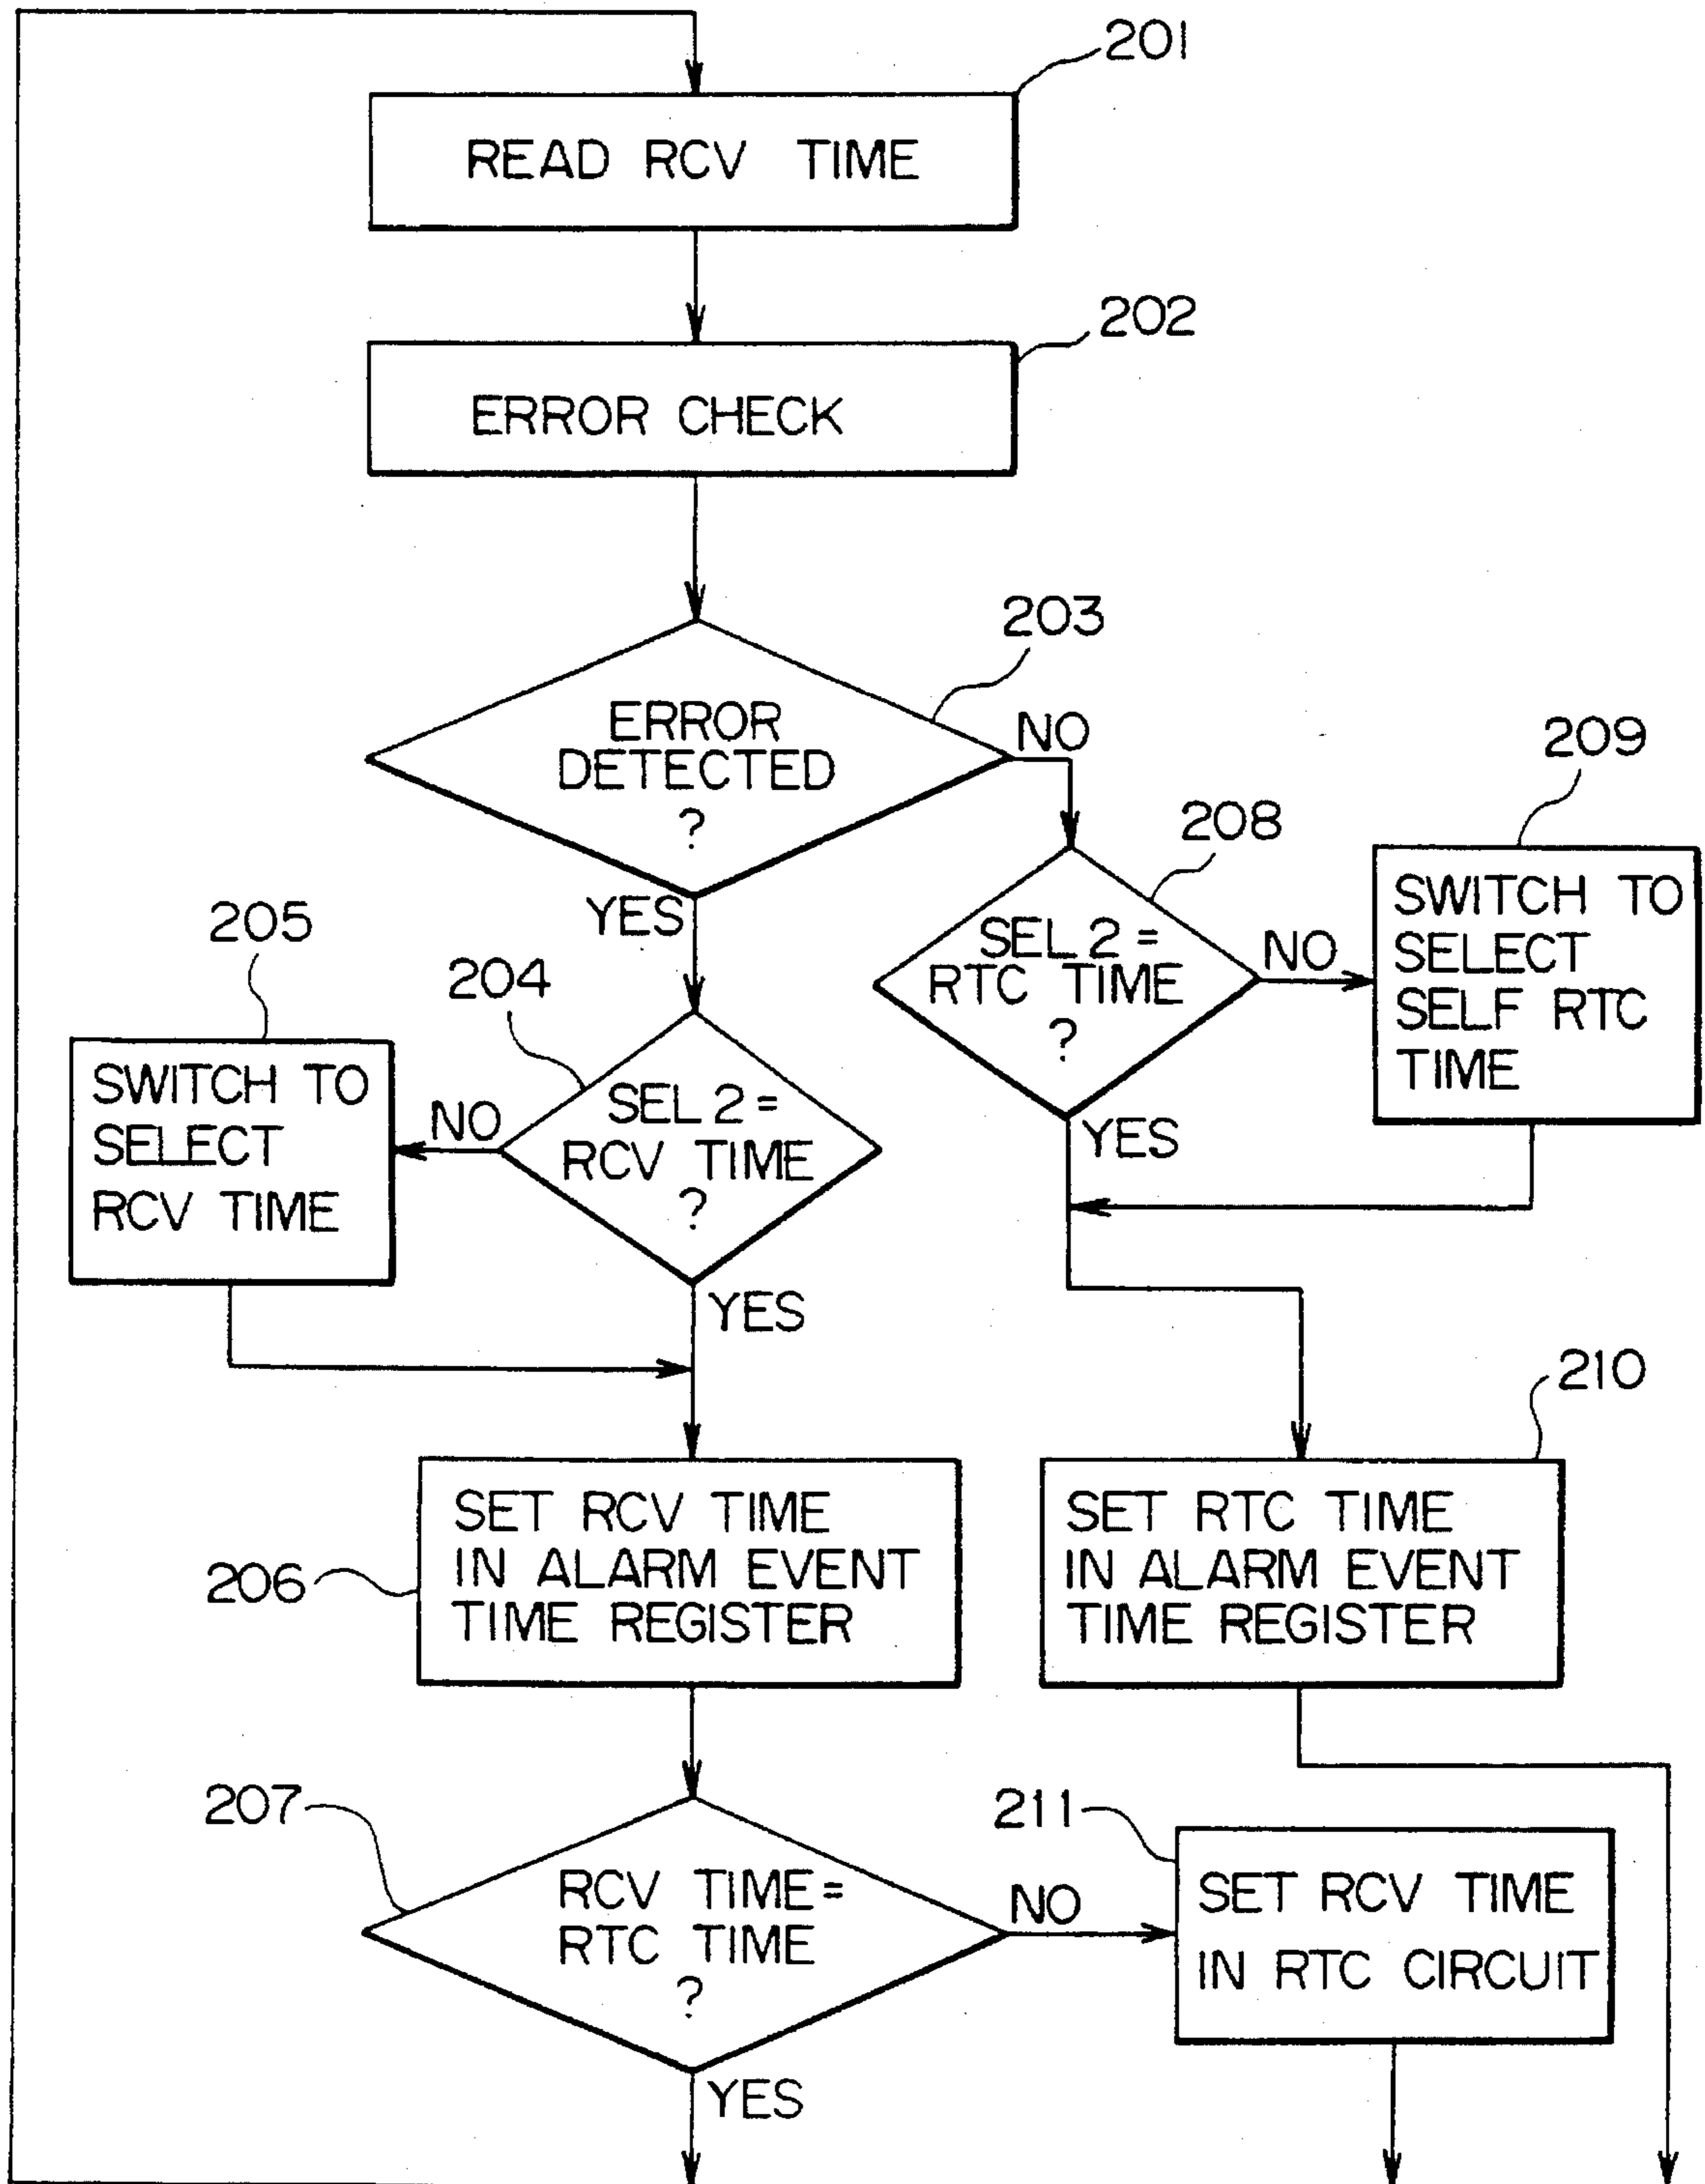 201
READ RCV TIME
202
ERROR CHECK
203
ERROR
DETECTED
?
NO
YES
208
SEL 2 =
RTC TIME
?
NO
YES
209
SWITCH TO
SELECT
SELF RTC
TIME
204
SEL 2 =
RCV TIME
?
NO
YES
205
SWITCH TO
SELECT
RCV TIME
206
SET RCV TIME
IN ALARM EVENT
TIME REGISTER
210
SET RTC TIME
IN ALARM EVENT
TIME REGISTER
207
RCV TIME =
RTC TIME
?
NO
YES
211
SET RCV TIME
IN RTC CIRCUIT